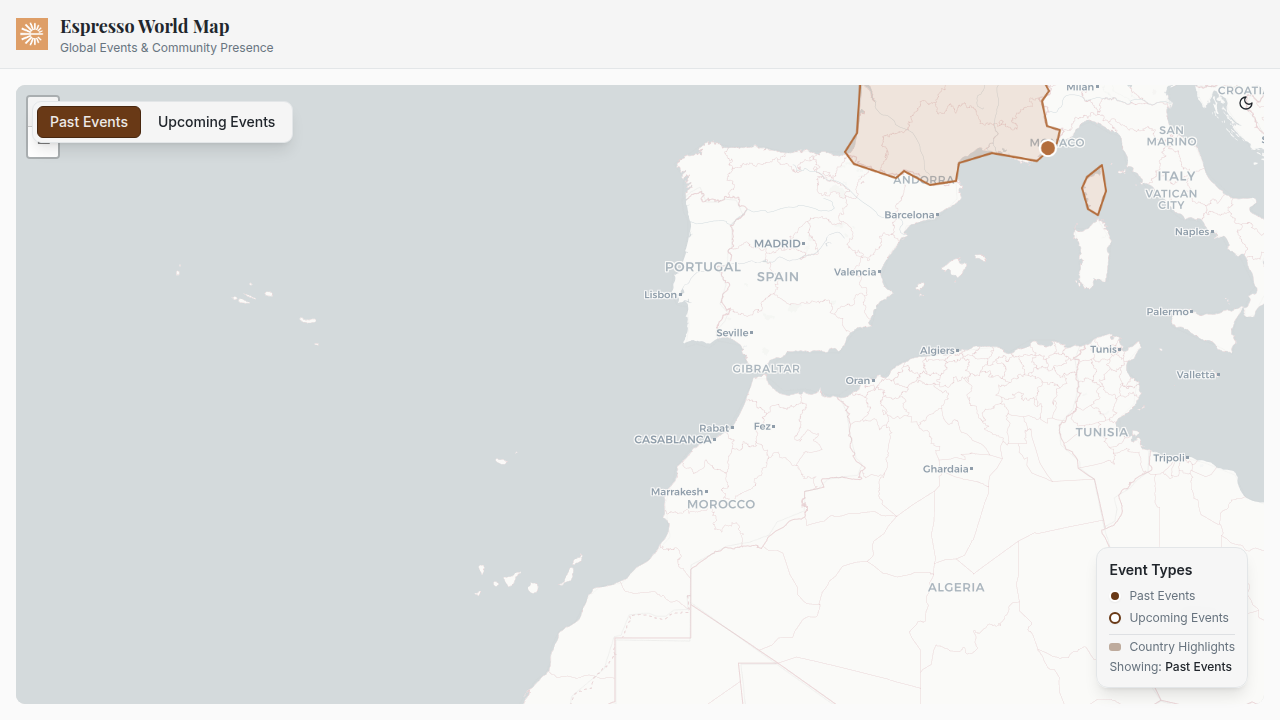 Espresso World Map
Global Events & Community Presence
Past Events
Upcoming Events
Milan
CROATI
MONACO
SAN
MARINO
ITALY
VATICAN
CITY
ANDORRA
Barcelona
Naples
MADRID
PORTUGAL
SPAIN
Valencia
Lisbon
Palermo
Seville
Algiers
Tunis
GIBRALTAR
Oran
Valletta
Rabat
Fez
CASABLANCA
TUNISIA
Tripoli
Ghardaia
Marrakesh
MOROCCO
ALGERIA
Event Types
Past Events
Upcoming Events
Country Highlights
Showing: Past Events